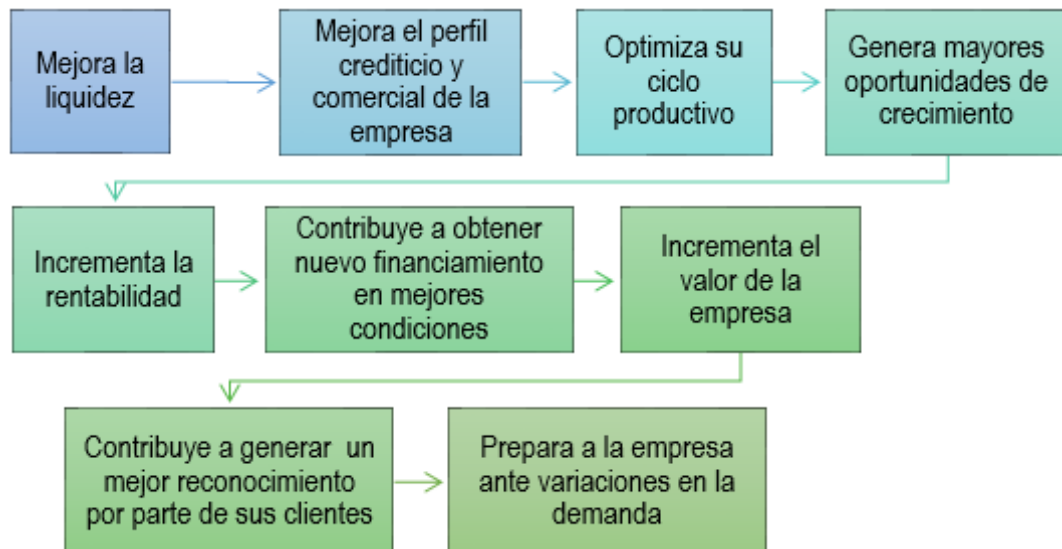 Mejora la
liquidez
Mejora el perfil
crediticio y
comercial de la
empresa
Optimiza su
ciclo
productivo
Genera mayores
oportunidades de
crecimiento
Incrementa la
rentabilidad
Contribuye a obtener
nuevo financiamiento
en mejores
condiciones
Incrementa el
valor de la
empresa
Contribuye a generar un
mejor reconocimiento
por parte de sus clientes
Prepara a la empresa
ante variaciones en la
demanda